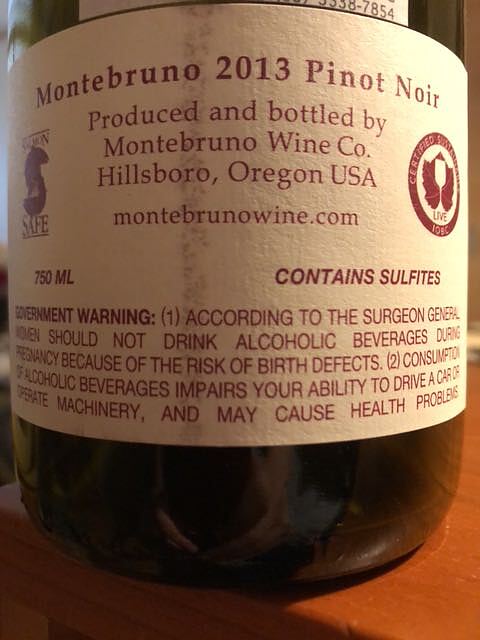 3338-7854
Montebruno 2013 Pinot Noir
Produced and bottled by
Montebruno Wine Co.
Hillsboro, Oregon USA
montebrunowine.com
SALMON
SAFE
CERTIFIED
LIVE
IOBC
750 ML
CONTAINS SULFITES
GOVERNMENT WARNING: (1) ACCORDING TO THE SURGEON GENERAL
WOMEN SHOULD NOT DRINK ALCOHOLIC BEVERAGES DURING
PREGNANCY BECAUSE OF THE RISK OF BIRTH DEFECTS. (2) CONSUMPTION
OF ALCOHOLIC BEVERAGES IMPAIRS YOUR ABILITY TO DRIVE A CAR OR
OPERATE MACHINERY, AND MAY CAUSE HEALTH PROBLEMS